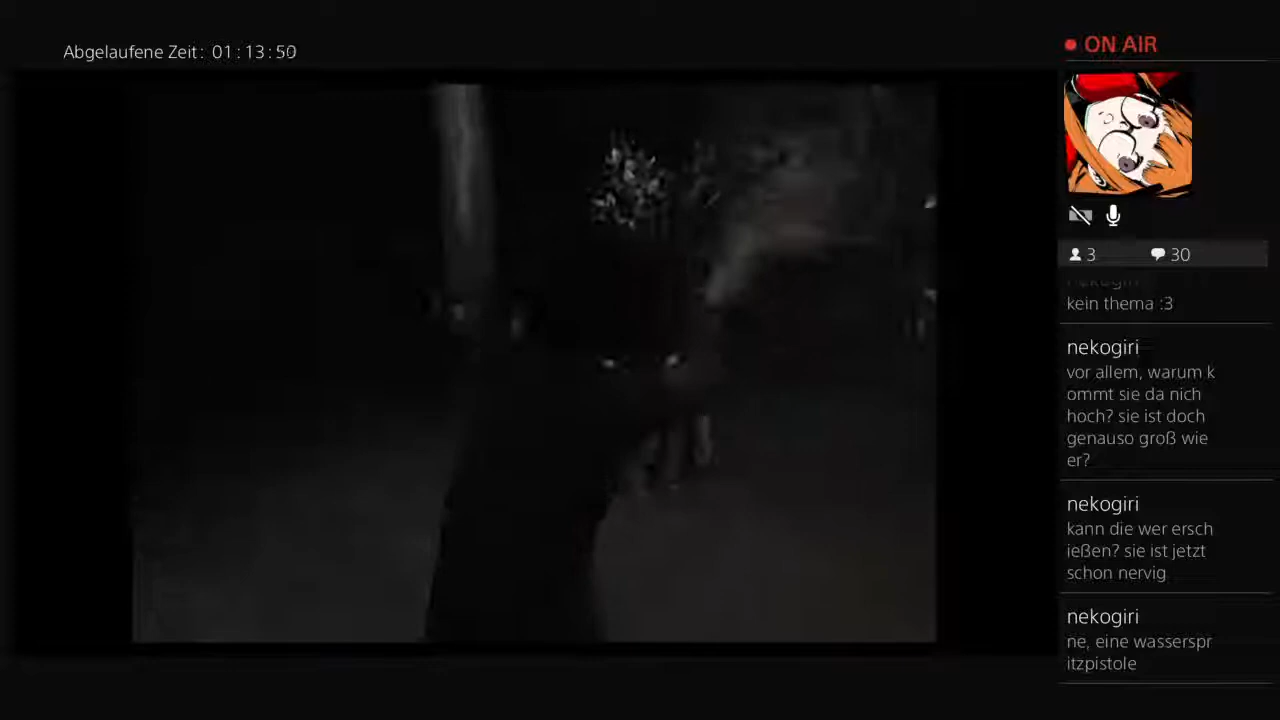 Abgelaufene Zeit: 01:13:50
ON AIR
3 30
kein thema :3
nekogiri
vor allem, warum k
ommt sie da nich
hoch? sie ist doch
genauso groß wie
er?
nekogiri
kann die wer ersch
ießen? sie ist jetzt
schon nervig
nekogiri
ne, eine wasserspr
itzpistole